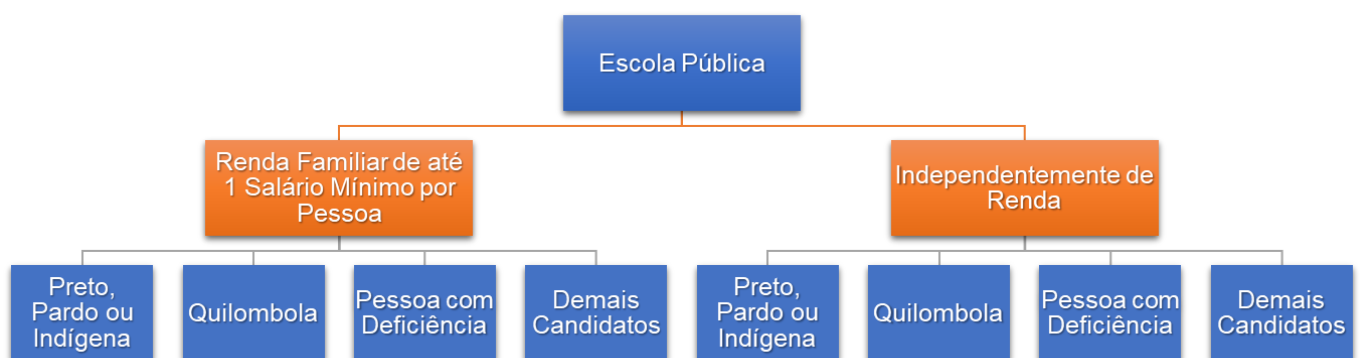 Escola Pública
Renda Familiar de até
1 Salário Mínimo por
Pessoa
Independentemente de
Renda
Preto,
Pardo ou
Indígena
Quilombola
Pessoa com
Deficiência
Demais
Candidatos
Preto,
Pardo ou
Indígena
Quilombola
Pessoa com
Deficiência
Demais
Candidatos